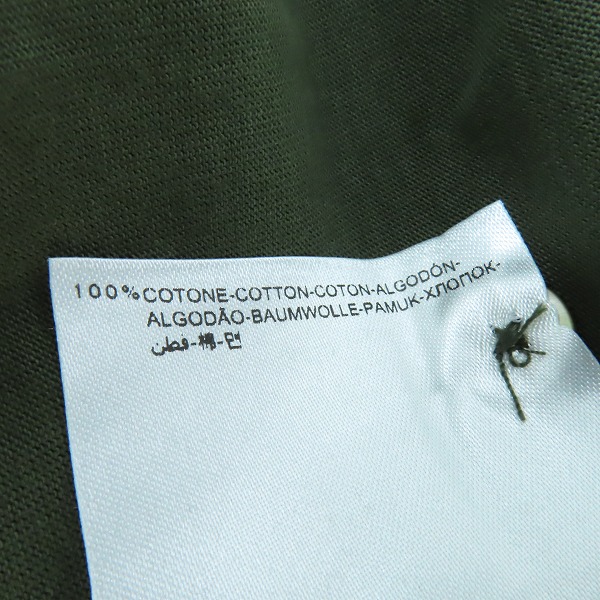 100%COTONE-COTTON-COTON-ALGODÓN-
ALGODÃO-BAUMWOLLE-PAMUK-ХЛОПОК-
قطن-棉-면